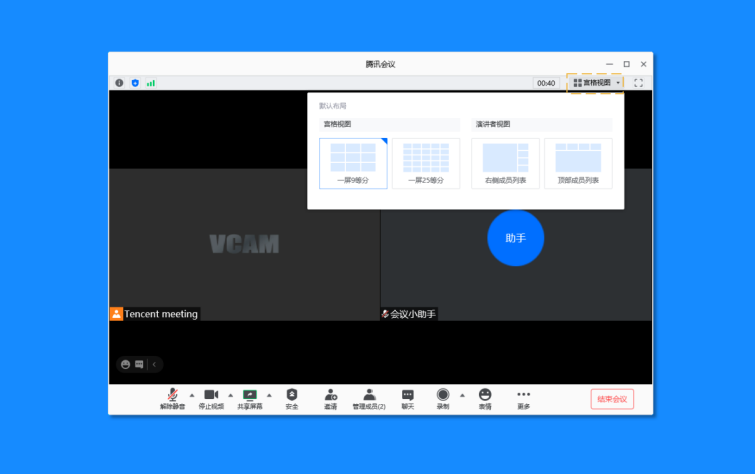 腾讯会议
00:40
宫格视图
默认布局
宫格视图
演讲者视图
一屏9等分
一屏25等分
右侧成员列表
顶部成员列表
VCAM
助手
Tencent meeting
会议小助手
解除静音
停止视频
共享屏幕
安全
邀请
管理成员(2)
聊天
录制
表情
更多
结束会议